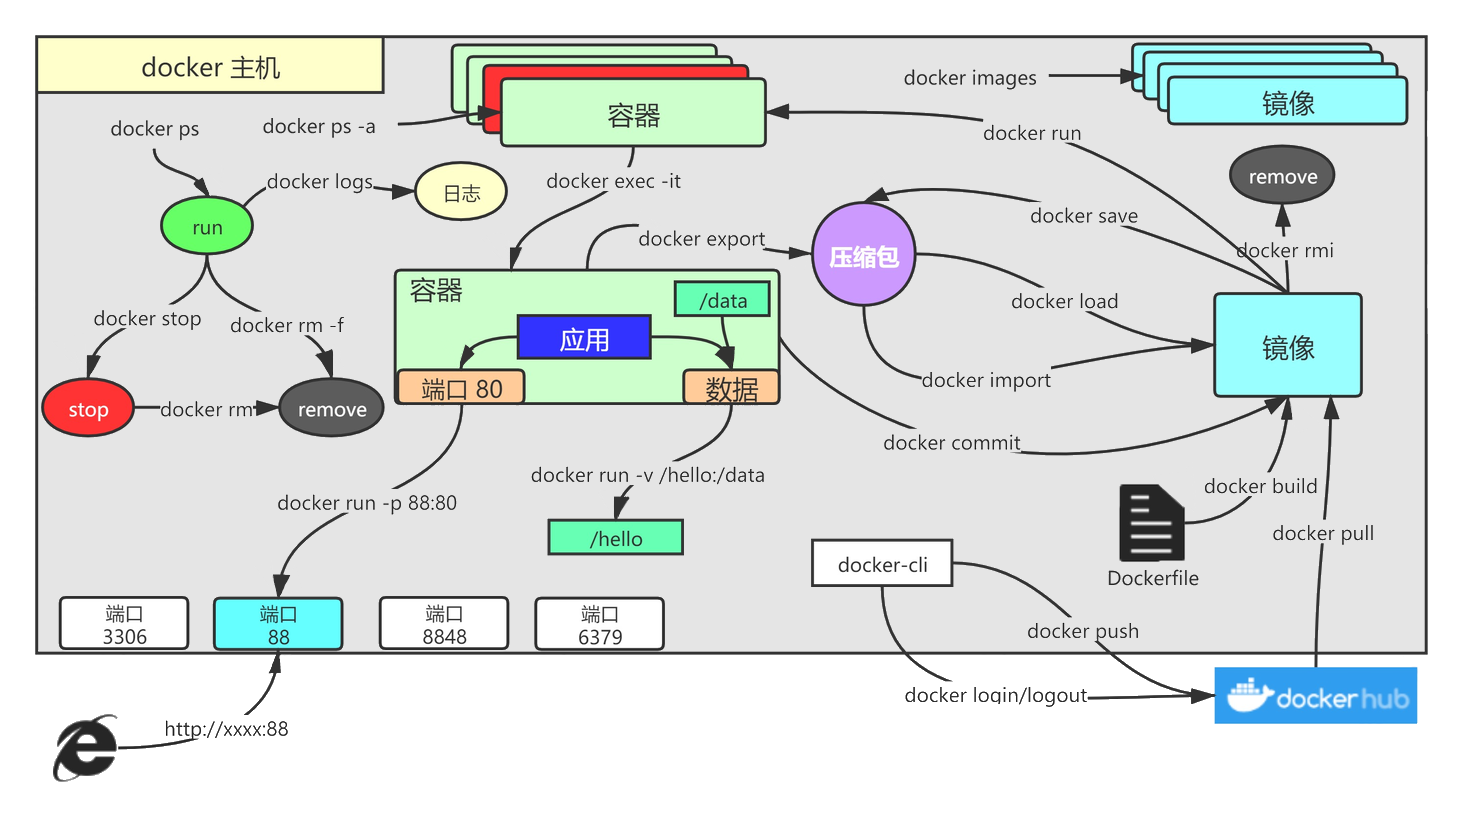 docker 主机
docker ps
docker ps -a
容器
docker images
镜像
docker run
remove
docker logs
日志
docker exec -it
docker save
run
docker export
压缩包
docker rmi
容器
/data
docker load
docker stop
docker rm -f
应用
镜像
端口 80
数据
docker import
stop
docker rm
remove
docker commit
docker run -v /hello:/data
docker build
docker run -p 88:80
/hello
docker pull
docker-cli
Dockerfile
端口
3306
端口
88
端口
8848
端口
6379
docker push
docker login/logout
docker hub
http://xxxx:88